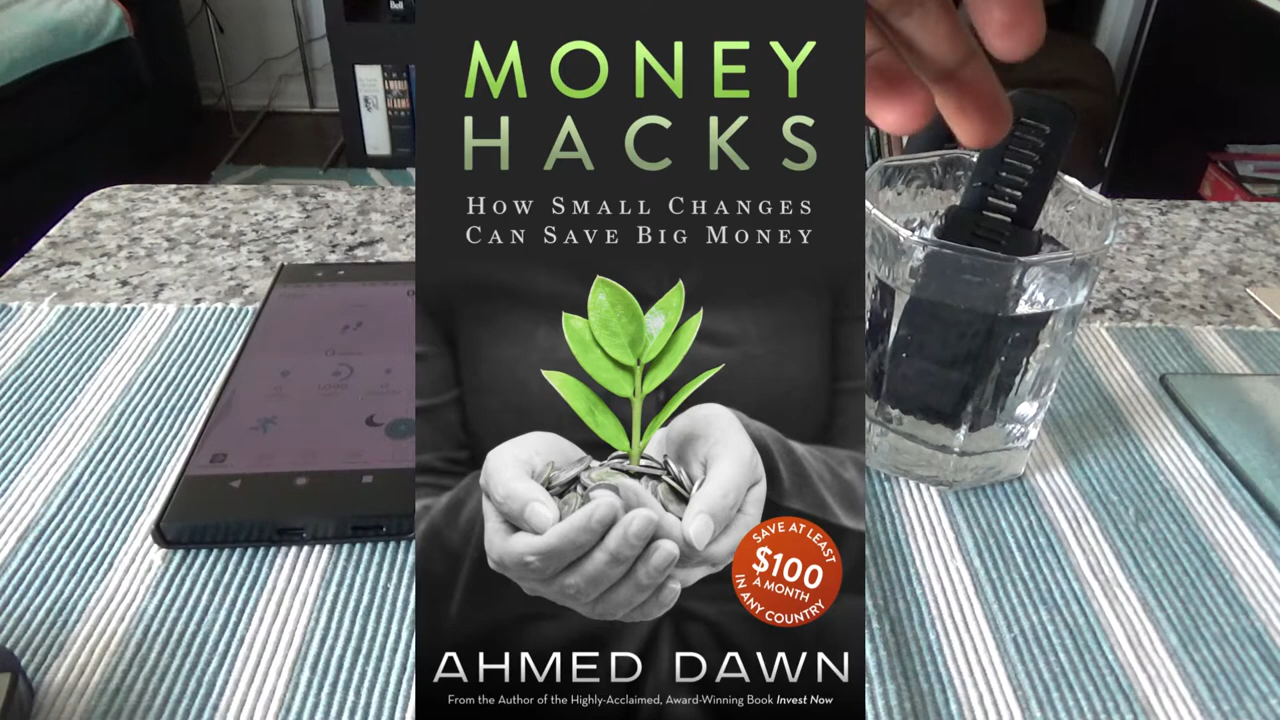 Bell
MONEY
HACKS
How Small Changes
Can Save Big Money
SAVE AT LEAST
$100
A MONTH
IN ANY COUNTRY
AHMED DAWN
From the Author of the Highly-Acclaimed, Award-Winning Book Invest Now